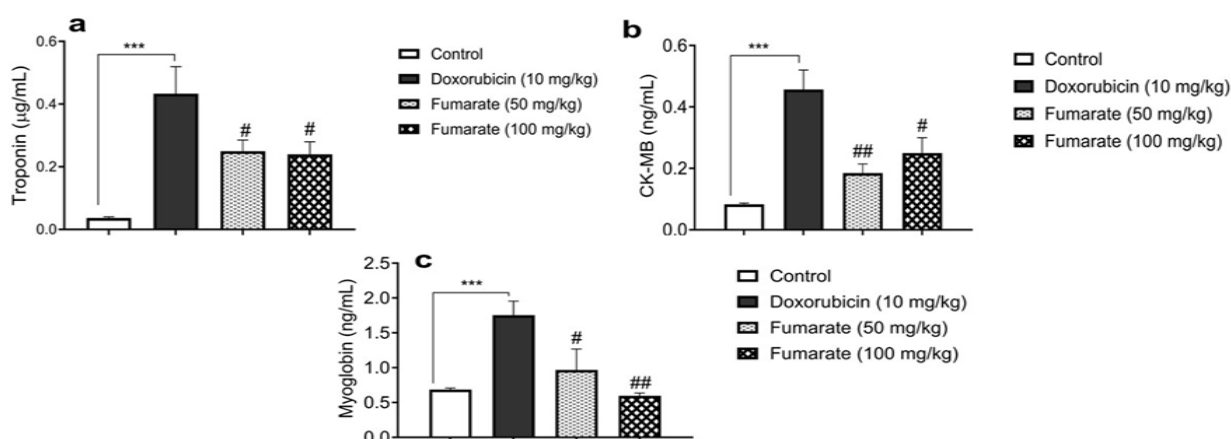 a
Troponin (µg/mL)
0.6
0.4
0.2
0.0
***
#
#
Control
Doxorubicin (10 mg/kg)
Fumarate (50 mg/kg)
Fumarate (100 mg/kg)
b
CK-MB (ng/mL)
0.6
0.4
0.2
0.0
***
##
#
Control
Doxorubicin (10 mg/kg)
Fumarate (50 mg/kg)
Fumarate (100 mg/kg)
c
Myoglobin (ng/mL)
2.5
2.0
1.5
1.0
0.5
0.0
***
#
##
Control
Doxorubicin (10 mg/kg)
Fumarate (50 mg/kg)
Fumarate (100 mg/kg)